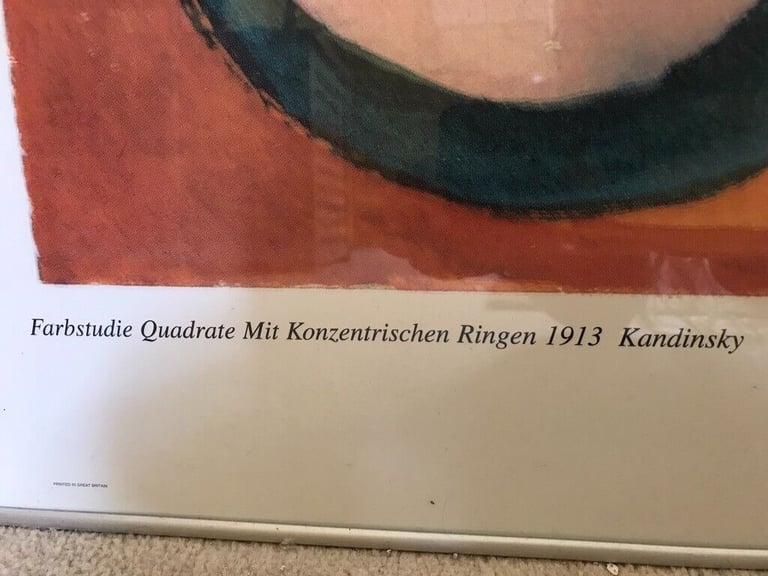 Farbstudie Quadrate Mit Konzentrischen Ringen 1913 Kandinsky
PRINTED IN GREAT BRITAIN